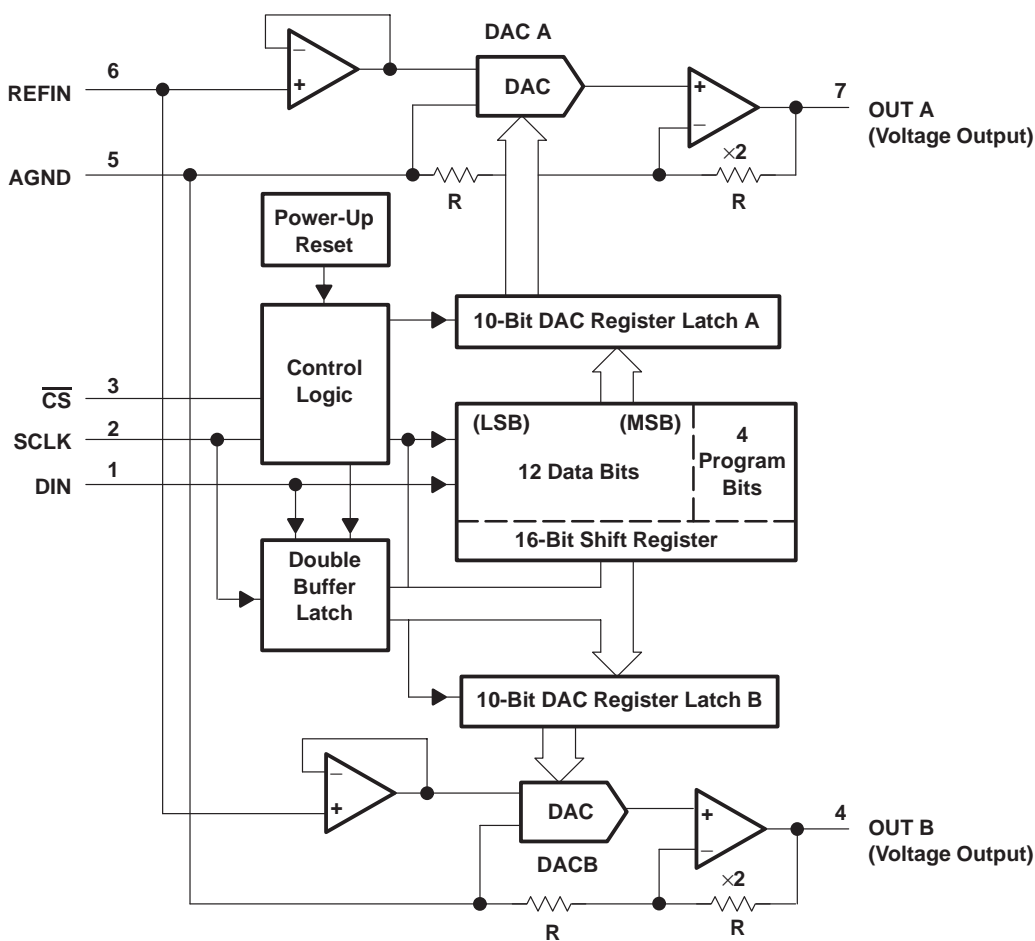 DAC A
6
REFIN
−
+
DAC
+
−
7
OUT A
(Voltage Output)
5
AGND
R
×2
R
Power-Up
Reset
10-Bit DAC Register Latch A
Control
Logic
3
CS
2
SCLK
1
DIN
(LSB)
(MSB)
12 Data Bits
4
Program
Bits
16-Bit Shift Register
Double
Buffer
Latch
10-Bit DAC Register Latch B
−
+
DAC
DACB
+
−
4
OUT B
(Voltage Output)
R
×2
R